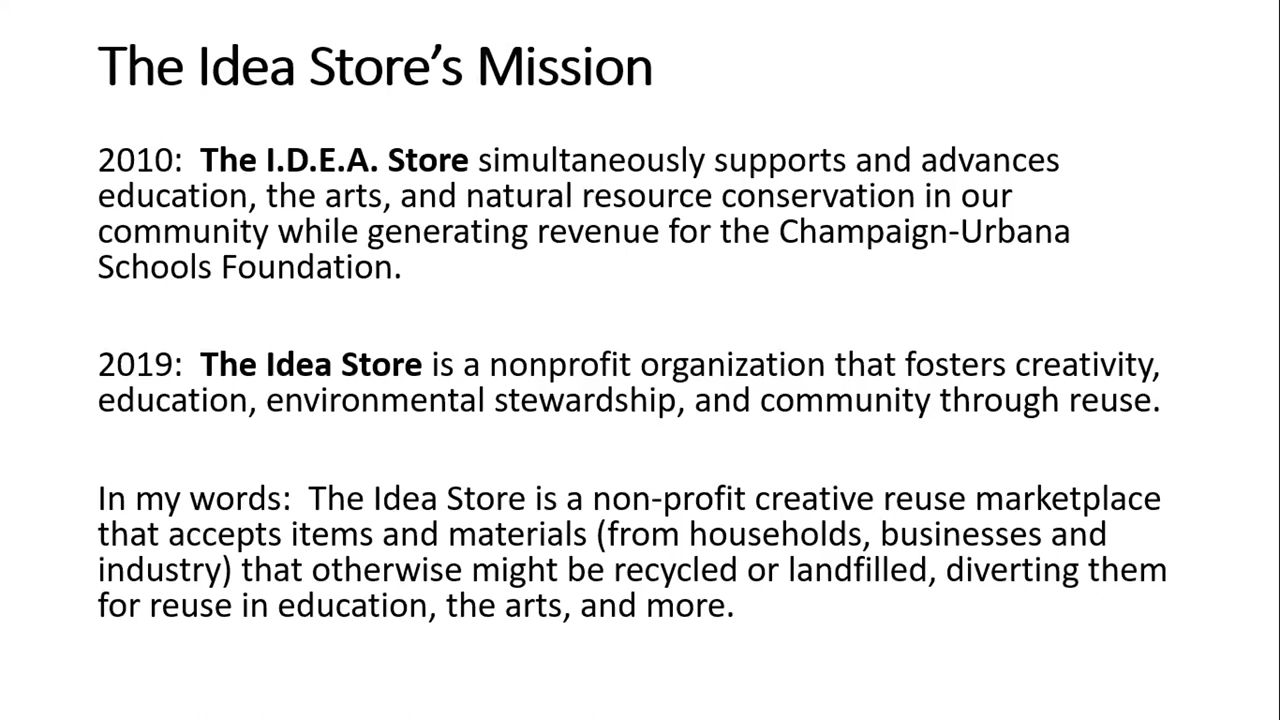 The Idea Store’s Mission
2010:  The I.D.E.A. Store simultaneously supports and advances
education, the arts, and natural resource conservation in our
community while generating revenue for the Champaign-Urbana
Schools Foundation.
2019:  The Idea Store is a nonprofit organization that fosters creativity,
education, environmental stewardship, and community through reuse.
In my words:  The Idea Store is a non-profit creative reuse marketplace
that accepts items and materials (from households, businesses and
industry) that otherwise might be recycled or landfilled, diverting them
for reuse in education, the arts, and more.